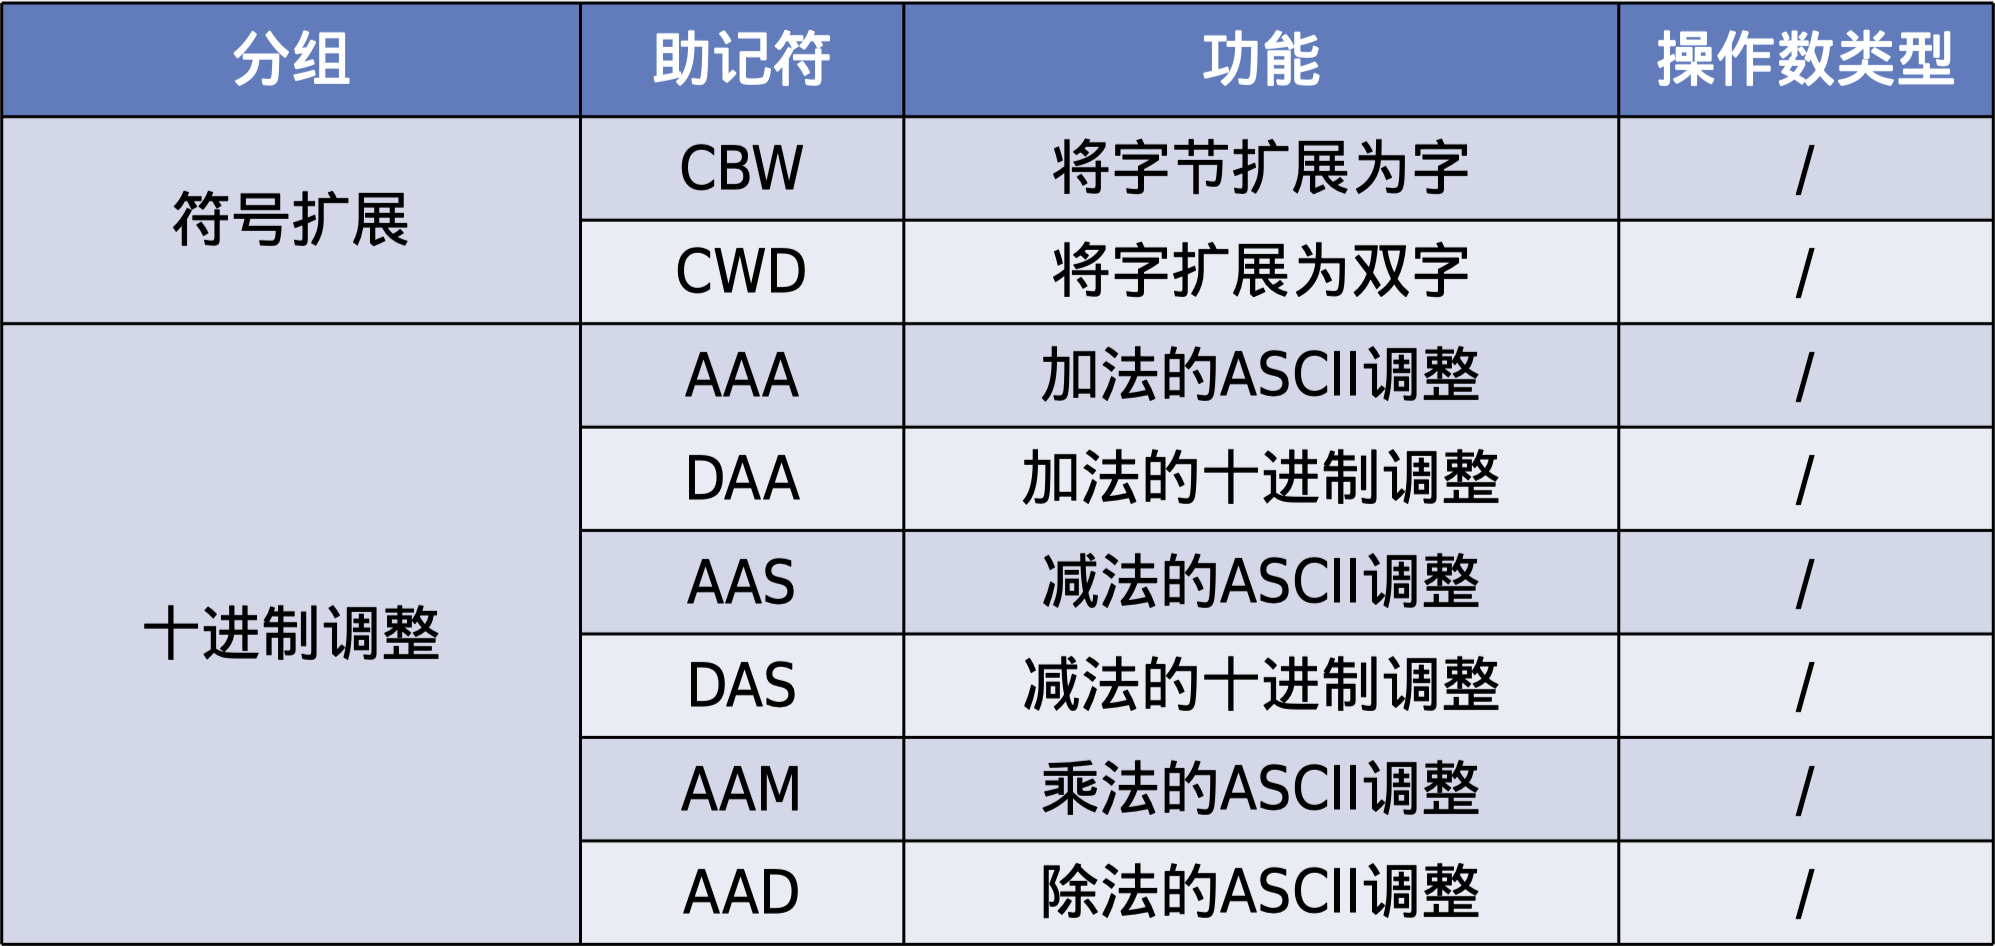 分组 助记符 功能 操作数类型
符号扩展 CBW 将字节扩展为字 /
CWD 将字扩展为双字 /
十进制调整 AAA 加法的ASCII调整 /
DAA 加法的十进制调整 /
AAS 减法的ASCII调整 /
DAS 减法的十进制调整 /
AAM 乘法的ASCII调整 /
AAD 除法的ASCII调整 /